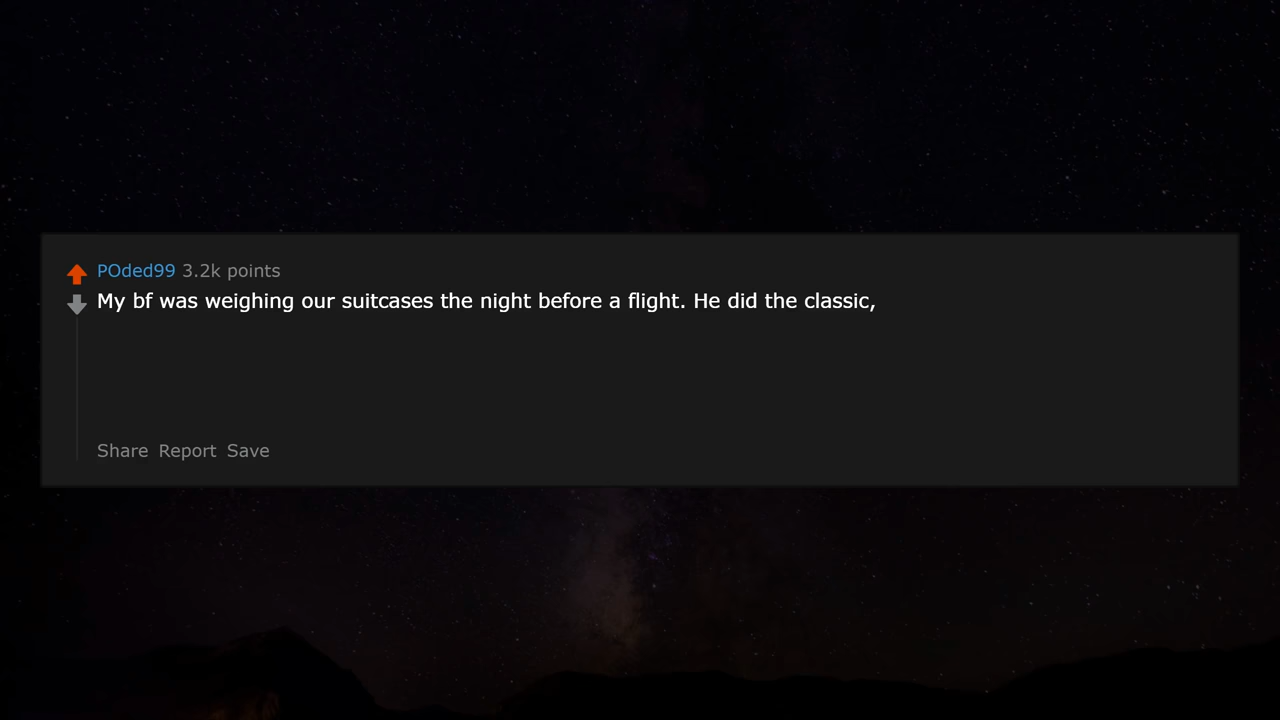 POded99 3.2k points
My bf was weighing our suitcases the night before a flight. He did the classic,
Share Report Save